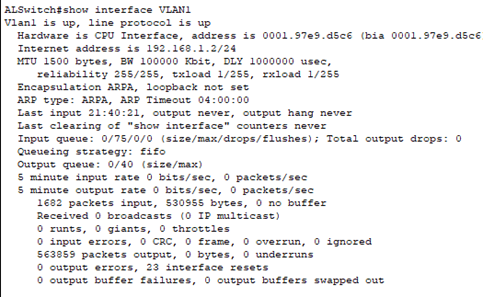 ALSwitch#show interface VLAN1
Vlan1 is up, line protocol is up
Hardware is CPU Interface, address is 0001.97e9.d5c6 (bia 0001.97e9.d5c6
Internet address is 192.168.1.2/24
MTU 1500 bytes, BW 100000 Kbit, DLY 1000000 usec,
reliability 255/255, txload 1/255, rxload 1/255
Encapsulation ARPA, loopback not set
ARP type: ARPA, ARP Timeout 04:00:00
Last input 21:40:21, output never, output hang never
Last clearing of "show interface" counters never
Input queue: 0/75/0/0 (size/max/drops/flushes); Total output drops: 0
Queueing strategy: fifo
Output queue: 0/40 (size/max)
5 minute input rate 0 bits/sec, 0 packets/sec
5 minute output rate 0 bits/sec, 0 packets/sec
1682 packets input, 530955 bytes, 0 no buffer
Received 0 broadcasts (0 IP multicast)
0 runts, 0 giants, 0 throttles
0 input errors, 0 CRC, 0 frame, 0 overrun, 0 ignored
563859 packets output, 0 bytes, 0 underruns
0 output errors, 23 interface resets
0 output buffer failures, 0 output buffers swapped out